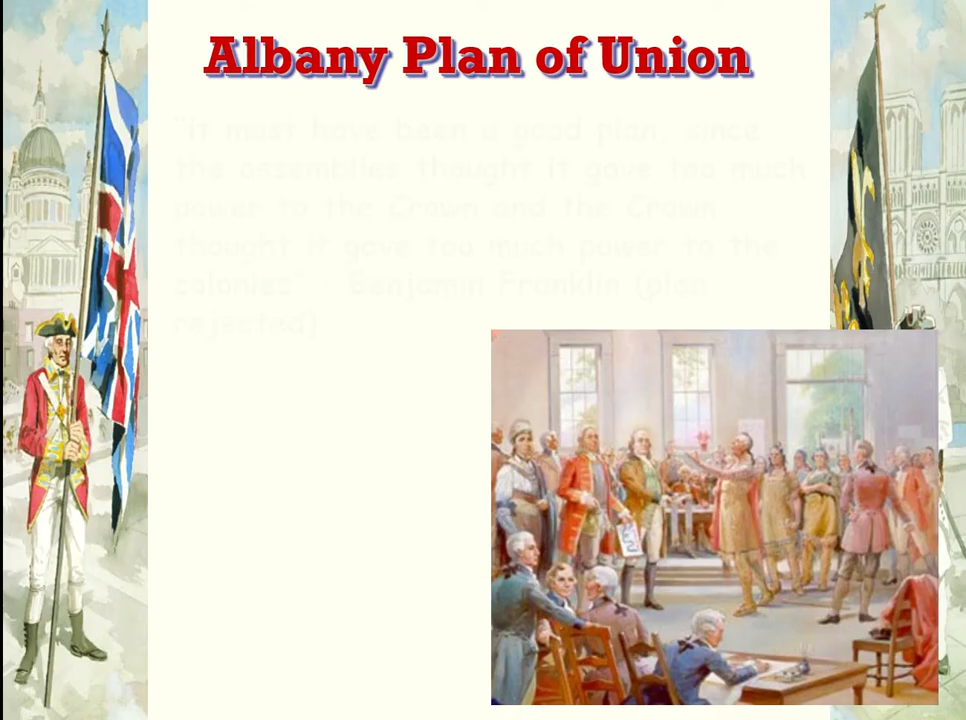 Albany Plan of Union
"it must have been a good plan, since
the assemblies thought it gave too much
power to the Crown and the Crown
thought it gave too much power to the
colonies" Benjamin Franklin (plan
rejected)